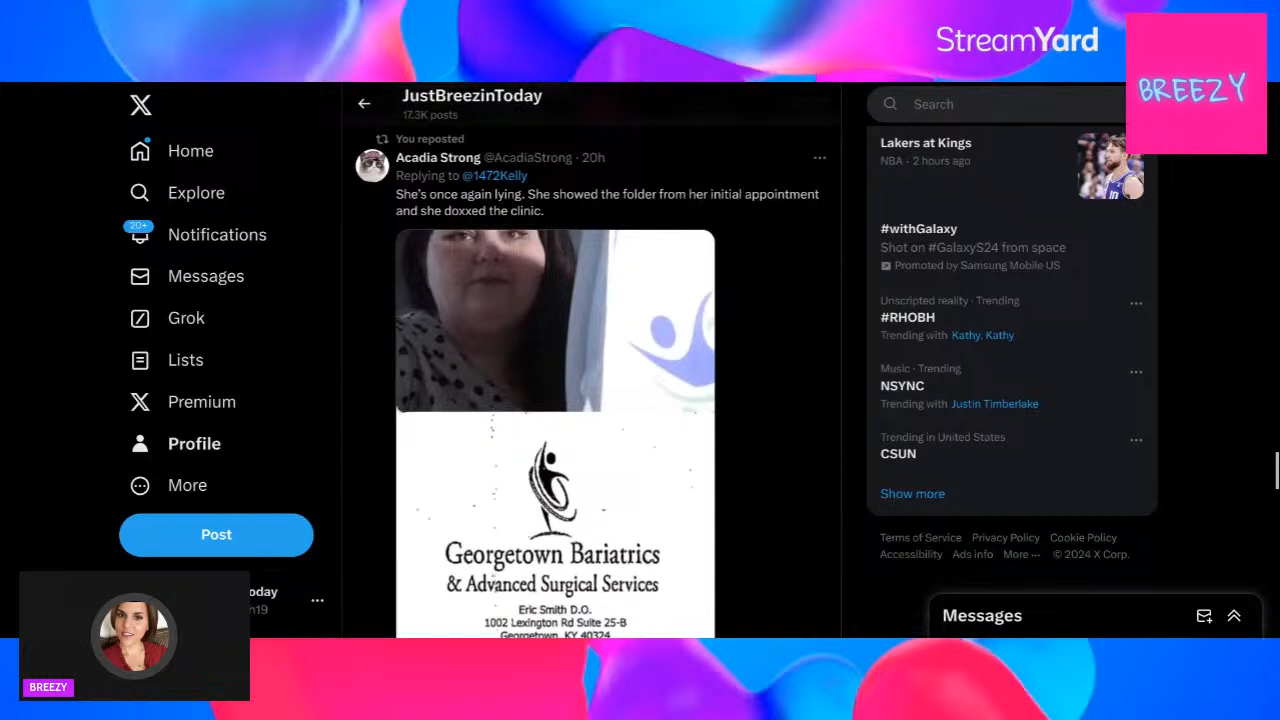 StreamYard
BREEZY
JustBreezinToday
17.3K posts
Home
Explore
20+
Notifications
Messages
Grok
Lists
Premium
Profile
More
Post
oday
n19
BREEZY
You reposted
Acadia Strong @AcadiaStrong · 20h
Replying to @1472Kelly
She's once again lying. She showed the folder from her initial appointment
and she doxxed the clinic.
Georgetown Bariatrics
& Advanced Surgical Services
Eric Smith D.O.
1002 Lexington Rd Suite 25-B
Georgetown, KY 40324
Search
Lakers at Kings
NBA · 2 hours ago
#withGalaxy
Shot on #GalaxyS24 from space
Promoted by Samsung Mobile US
Unscripted reality · Trending
#RHOBH
Trending with Kathy, Kathy
Music · Trending
NSYNC
Trending with Justin Timberlake
Trending in United States
CSUN
Show more
Terms of Service Privacy Policy Cookie Policy
Accessibility Ads info More ··· © 2024 X Corp.
Messages